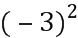 ( − 3)²